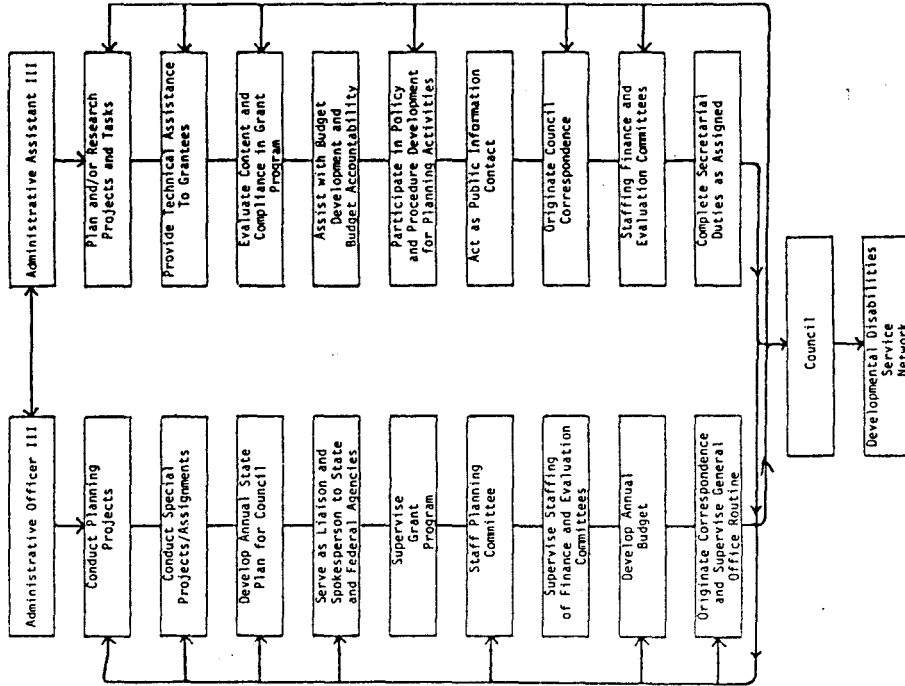 Administrative Officer III
Conduct Planning
Projects
Conduct Special
Projects/Assignments
Develop Annual State
Plan for Council
Serve as Liaison and
Spokesperson to State
and Federal Agencies
Supervise
Grant
Program
Staff Planning
Committee
Supervise Staffing
of Finance and Evaluation
Committees
Develop Annual
Budget
Originate Correspondence
and Supervise General
Office Routine
Administrative Assistant III
Plan and/or Research
Projects and Tasks
Provide Technical Assistance
To Grantees
Evaluate Content and
Compliance in Grant
Program
Assist with Budget
Development and
Budget Accountability
Participate in Policy
and Procedure Development
for Planning Activities
Act as Public Information
Contact
Originate Council
Correspondence
Staffing Finance and
Evaluation Committees
Complete Secretarial
Duties as Assigned
Council
Developmental Disabilities
Service
Network